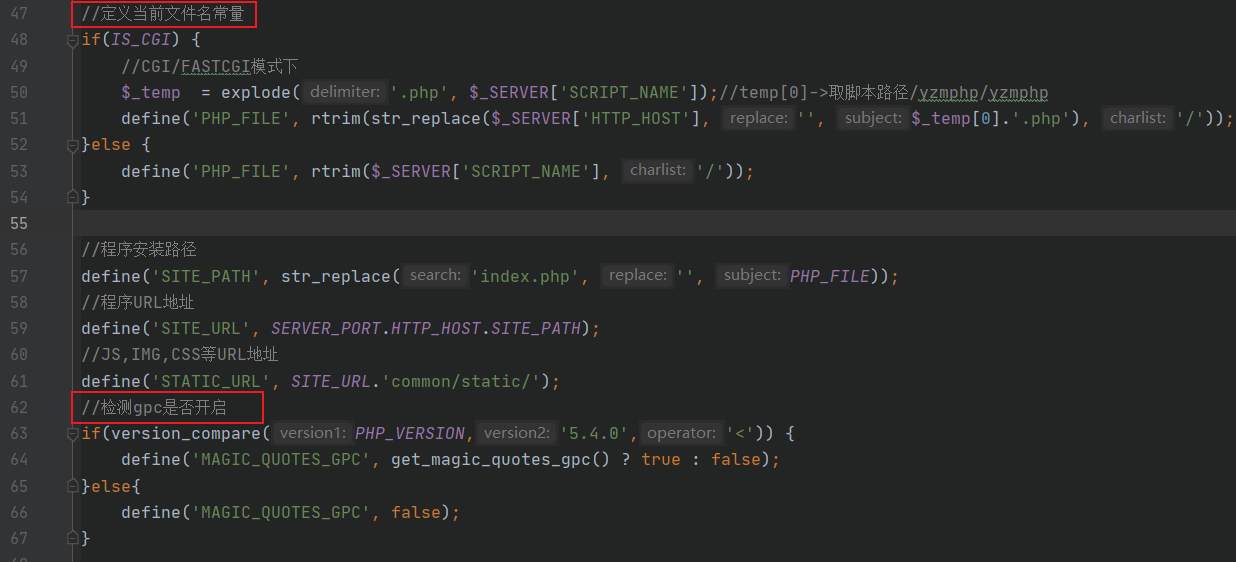 47 //定义当前文件名常量
48 if(IS_CGI) {
49 //CGI/FASTCGI模式下
50 $_temp  = explode( delimiter: '.php', $_SERVER['SCRIPT_NAME']);//temp[0]->取脚本路径/yzmphp/yzmphp
51 define('PHP_FILE', rtrim(str_replace($_SERVER['HTTP_HOST'], replace: '', subject: $_temp[0].'.php'), charlist: '/'));
52 }else {
53 define('PHP_FILE', rtrim($_SERVER['SCRIPT_NAME'], charlist: '/'));
54 }
55
56 //程序安装路径
57 define('SITE_PATH', str_replace( search: 'index.php', replace: '', subject: PHP_FILE));
58 //程序URL地址
59 define('SITE_URL', SERVER_PORT.HTTP_HOST.SITE_PATH);
60 //JS,IMG,CSS等URL地址
61 define('STATIC_URL', SITE_URL.'common/static/');
62 //检测gpc是否开启
63 if(version_compare( version1: PHP_VERSION, version2: '5.4.0', operator: '<')) {
64 define('MAGIC_QUOTES_GPC', get_magic_quotes_gpc() ? true : false);
65 }else{
66 define('MAGIC_QUOTES_GPC', false);
67 }